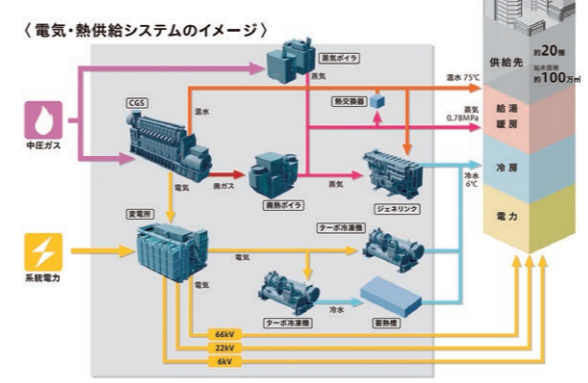 〈電気・熱供給システムのイメージ〉
蒸気ボイラ
蒸気
供給先
約20棟
延床面積
約100万㎡
温水 75℃
CGS
温水
熱交換器
蒸気
0.78MPa
給湯
暖房
中圧ガス
電気
廃ガス
廃熱ボイラ
蒸気
ジェネリンク
冷水
6℃
冷房
変電所
ターボ冷凍機
電力
系統電力
電気
電気
ターボ冷凍機
冷水
蓄熱槽
66kV
22kV
6kV